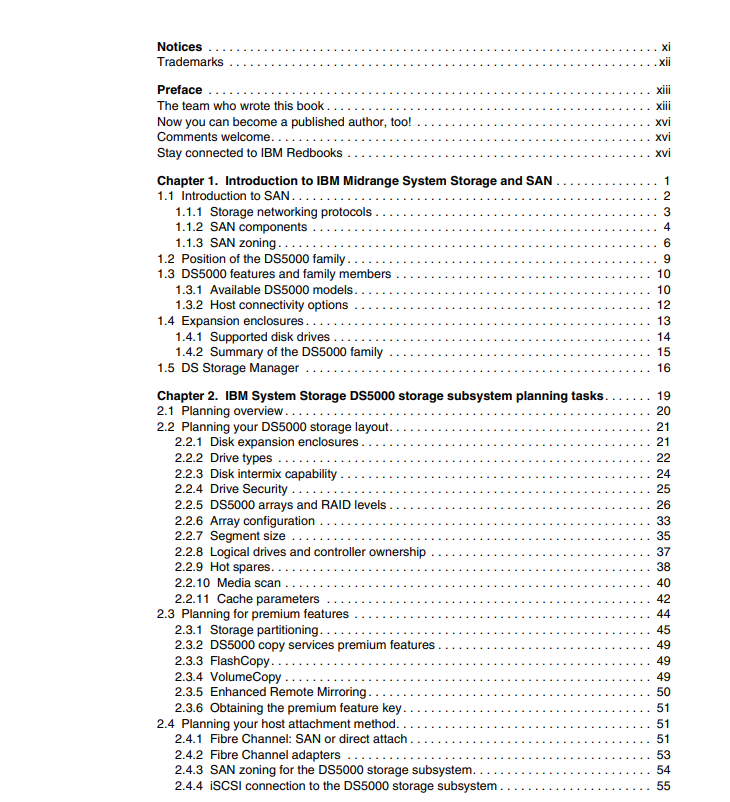 Notices . . . . . . . . . . . . . . . . . . . . . . . . . . . . . . . . . . . . . . . . . . . . . . . . . . . . . . . . . . . . . . . . . xi
Trademarks . . . . . . . . . . . . . . . . . . . . . . . . . . . . . . . . . . . . . . . . . . . . . . . . . . . . . . . . . . . . . . xii
Preface . . . . . . . . . . . . . . . . . . . . . . . . . . . . . . . . . . . . . . . . . . . . . . . . . . . . . . . . . . . . . . . . xiii
The team who wrote this book . . . . . . . . . . . . . . . . . . . . . . . . . . . . . . . . . . . . . . . . . . . . . . . xiii
Now you can become a published author, too! . . . . . . . . . . . . . . . . . . . . . . . . . . . . . . . . . . xvi
Comments welcome. . . . . . . . . . . . . . . . . . . . . . . . . . . . . . . . . . . . . . . . . . . . . . . . . . . . . . . xvi
Stay connected to IBM Redbooks . . . . . . . . . . . . . . . . . . . . . . . . . . . . . . . . . . . . . . . . . . . . xvi
Chapter 1. Introduction to IBM Midrange System Storage and SAN . . . . . . . . . . . . . . . 1
1.1 Introduction to SAN . . . . . . . . . . . . . . . . . . . . . . . . . . . . . . . . . . . . . . . . . . . . . . . . . . . . 2
1.1.1 Storage networking protocols . . . . . . . . . . . . . . . . . . . . . . . . . . . . . . . . . . . . . . . . 3
1.1.2 SAN components . . . . . . . . . . . . . . . . . . . . . . . . . . . . . . . . . . . . . . . . . . . . . . . . . 4
1.1.3 SAN zoning . . . . . . . . . . . . . . . . . . . . . . . . . . . . . . . . . . . . . . . . . . . . . . . . . . . . . . 6
1.2 Position of the DS5000 family . . . . . . . . . . . . . . . . . . . . . . . . . . . . . . . . . . . . . . . . . . . . 9
1.3 DS5000 features and family members . . . . . . . . . . . . . . . . . . . . . . . . . . . . . . . . . . . . . 10
1.3.1 Available DS5000 models . . . . . . . . . . . . . . . . . . . . . . . . . . . . . . . . . . . . . . . . . . . 10
1.3.2 Host connectivity options . . . . . . . . . . . . . . . . . . . . . . . . . . . . . . . . . . . . . . . . . . . 12
1.4 Expansion enclosures . . . . . . . . . . . . . . . . . . . . . . . . . . . . . . . . . . . . . . . . . . . . . . . . . . 13
1.4.1 Supported disk drives . . . . . . . . . . . . . . . . . . . . . . . . . . . . . . . . . . . . . . . . . . . . . . 14
1.4.2 Summary of the DS5000 family . . . . . . . . . . . . . . . . . . . . . . . . . . . . . . . . . . . . . . 15
1.5 DS Storage Manager . . . . . . . . . . . . . . . . . . . . . . . . . . . . . . . . . . . . . . . . . . . . . . . . . . 16
Chapter 2. IBM System Storage DS5000 storage subsystem planning tasks . . . . . . . 19
2.1 Planning overview . . . . . . . . . . . . . . . . . . . . . . . . . . . . . . . . . . . . . . . . . . . . . . . . . . . . . 20
2.2 Planning your DS5000 storage layout. . . . . . . . . . . . . . . . . . . . . . . . . . . . . . . . . . . . . . 21
2.2.1 Disk expansion enclosures . . . . . . . . . . . . . . . . . . . . . . . . . . . . . . . . . . . . . . . . . . 21
2.2.2 Drive types . . . . . . . . . . . . . . . . . . . . . . . . . . . . . . . . . . . . . . . . . . . . . . . . . . . . . . 22
2.2.3 Disk intermix capability . . . . . . . . . . . . . . . . . . . . . . . . . . . . . . . . . . . . . . . . . . . . . 24
2.2.4 Drive Security . . . . . . . . . . . . . . . . . . . . . . . . . . . . . . . . . . . . . . . . . . . . . . . . . . . . 25
2.2.5 DS5000 arrays and RAID levels . . . . . . . . . . . . . . . . . . . . . . . . . . . . . . . . . . . . . . 26
2.2.6 Array configuration . . . . . . . . . . . . . . . . . . . . . . . . . . . . . . . . . . . . . . . . . . . . . . . . 33
2.2.7 Segment size . . . . . . . . . . . . . . . . . . . . . . . . . . . . . . . . . . . . . . . . . . . . . . . . . . . . 35
2.2.8 Logical drives and controller ownership . . . . . . . . . . . . . . . . . . . . . . . . . . . . . . . . 37
2.2.9 Hot spares. . . . . . . . . . . . . . . . . . . . . . . . . . . . . . . . . . . . . . . . . . . . . . . . . . . . . . . 38
2.2.10 Media scan . . . . . . . . . . . . . . . . . . . . . . . . . . . . . . . . . . . . . . . . . . . . . . . . . . . . . 40
2.2.11 Cache parameters . . . . . . . . . . . . . . . . . . . . . . . . . . . . . . . . . . . . . . . . . . . . . . . 42
2.3 Planning for premium features . . . . . . . . . . . . . . . . . . . . . . . . . . . . . . . . . . . . . . . . . . . 44
2.3.1 Storage partitioning. . . . . . . . . . . . . . . . . . . . . . . . . . . . . . . . . . . . . . . . . . . . . . . . 45
2.3.2 DS5000 copy services premium features . . . . . . . . . . . . . . . . . . . . . . . . . . . . . . . 49
2.3.3 FlashCopy . . . . . . . . . . . . . . . . . . . . . . . . . . . . . . . . . . . . . . . . . . . . . . . . . . . . . . . 49
2.3.4 VolumeCopy . . . . . . . . . . . . . . . . . . . . . . . . . . . . . . . . . . . . . . . . . . . . . . . . . . . . . 49
2.3.5 Enhanced Remote Mirroring . . . . . . . . . . . . . . . . . . . . . . . . . . . . . . . . . . . . . . . . . 50
2.3.6 Obtaining the premium feature key . . . . . . . . . . . . . . . . . . . . . . . . . . . . . . . . . . . . 51
2.4 Planning your host attachment method. . . . . . . . . . . . . . . . . . . . . . . . . . . . . . . . . . . . . 51
2.4.1 Fibre Channel: SAN or direct attach . . . . . . . . . . . . . . . . . . . . . . . . . . . . . . . . . . . 51
2.4.2 Fibre Channel adapters . . . . . . . . . . . . . . . . . . . . . . . . . . . . . . . . . . . . . . . . . . . . 53
2.4.3 SAN zoning for the DS5000 storage subsystem. . . . . . . . . . . . . . . . . . . . . . . . . . 54
2.4.4 iSCSI connection to the DS5000 storage subsystem . . . . . . . . . . . . . . . . . . . . . . 55